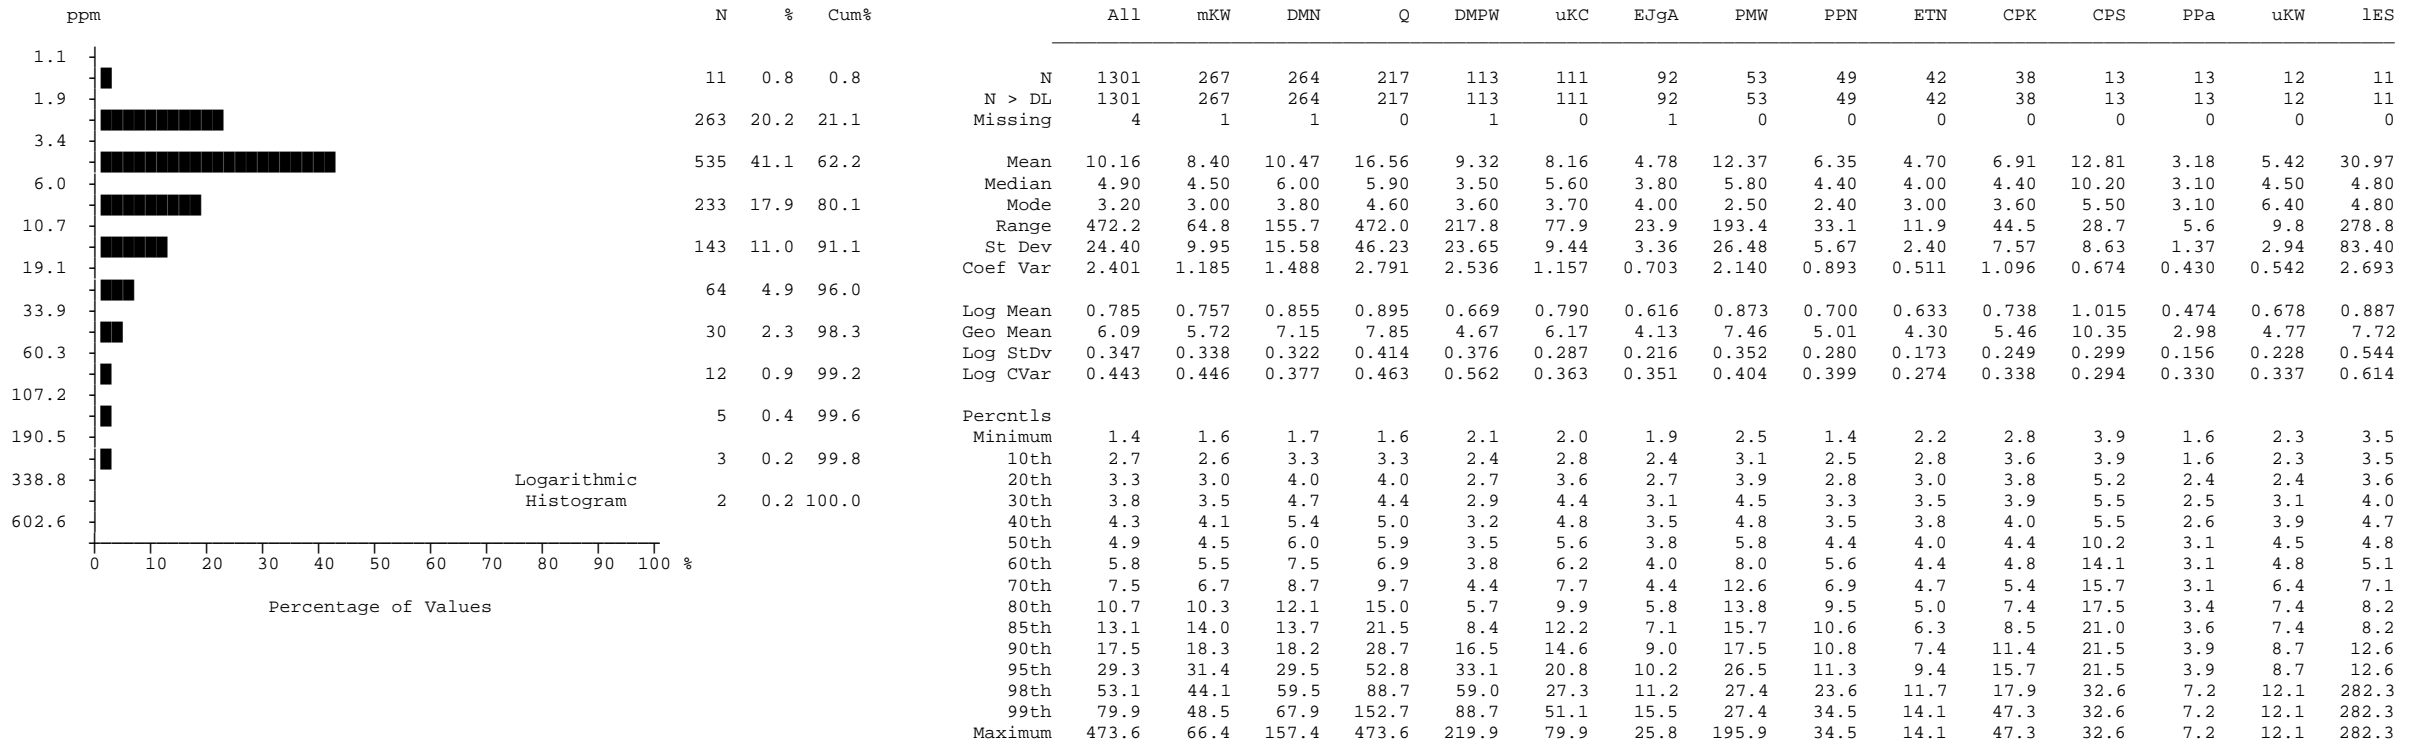 ppm N % Cum% All mKW DMN Q DMPW uKC EJgA PMW PPN ETN CPK CPS PPa uKW lES
1.1
11 0.8 0.8 N 1301 267 264 217 113 111 92 53 49 42 38 13 13 12 11
1.9 N > DL 1301 267 264 217 113 111 92 53 49 42 38 13 13 12 11
263 20.2 21.1 Missing 4 1 1 0 1 0 1 0 0 0 0 0 0 0 0
3.4
535 41.1 62.2 Mean 10.16 8.40 10.47 16.56 9.32 8.16 4.78 12.37 6.35 4.70 6.91 12.81 3.18 5.42 30.97
6.0 Median 4.90 4.50 6.00 5.90 3.50 5.60 3.80 5.80 4.40 4.00 4.40 10.20 3.10 4.50 4.80
233 17.9 80.1 Mode 3.20 3.00 3.80 4.60 3.60 3.70 4.00 2.50 2.40 3.00 3.60 5.50 3.10 6.40 4.80
10.7 Range 472.2 64.8 155.7 472.0 217.8 77.9 23.9 193.4 33.1 11.9 44.5 28.7 5.6 9.8 278.8
143 11.0 91.1 St Dev 24.40 9.95 15.58 46.23 23.65 9.44 3.36 26.48 5.67 2.40 7.57 8.63 1.37 2.94 83.40
19.1 Coef Var 2.401 1.185 1.488 2.791 2.536 1.157 0.703 2.140 0.893 0.511 1.096 0.674 0.430 0.542 2.693
64 4.9 96.0
33.9 Log Mean 0.785 0.757 0.855 0.895 0.669 0.790 0.616 0.873 0.700 0.633 0.738 1.015 0.474 0.678 0.887
30 2.3 98.3 Geo Mean 6.09 5.72 7.15 7.85 4.67 6.17 4.13 7.46 5.01 4.30 5.46 10.35 2.98 4.77 7.72
60.3 Log StDv 0.347 0.338 0.322 0.414 0.376 0.287 0.216 0.352 0.280 0.173 0.249 0.299 0.156 0.228 0.544
12 0.9 99.2 Log CVar 0.443 0.446 0.377 0.463 0.562 0.363 0.351 0.404 0.399 0.274 0.338 0.294 0.330 0.337 0.614
107.2
5 0.4 99.6 Percntls
190.5 Minimum 1.4 1.6 1.7 1.6 2.1 2.0 1.9 2.5 1.4 2.2 2.8 3.9 1.6 2.3 3.5
3 0.2 99.8 10th 2.7 2.6 3.3 3.3 2.4 2.8 2.4 3.1 2.5 2.8 3.6 3.9 1.6 2.3 3.5
338.8 Logarithmic 20th 3.3 3.0 4.0 4.0 2.7 3.6 2.7 3.9 2.8 3.0 3.8 5.2 2.4 2.4 3.6
Histogram 2 0.2 100.0 30th 3.8 3.5 4.7 4.4 2.9 4.4 3.1 4.5 3.3 3.5 3.9 5.5 2.5 3.1 4.0
602.6 40th 4.3 4.1 5.4 5.0 3.2 4.8 3.5 4.8 3.5 3.8 4.0 5.5 2.6 3.9 4.7
50th 4.9 4.5 6.0 5.9 3.5 5.6 3.8 5.8 4.4 4.0 4.4 10.2 3.1 4.5 4.8
0 10 20 30 40 50 60 70 80 90 100 % 60th 5.8 5.5 7.5 6.9 3.8 6.2 4.0 8.0 5.6 4.4 4.8 14.1 3.1 4.8 5.1
70th 7.5 6.7 8.7 9.7 4.4 7.7 4.4 12.6 6.9 4.7 5.4 15.7 3.1 6.4 7.1
Percentage of Values 80th 10.7 10.3 12.1 15.0 5.7 9.9 5.8 13.8 9.5 5.0 7.4 17.5 3.4 7.4 8.2
85th 13.1 14.0 13.7 21.5 8.4 12.2 7.1 15.7 10.6 6.3 8.5 21.0 3.6 7.4 8.2
90th 17.5 18.3 18.2 28.7 16.5 14.6 9.0 17.5 10.8 7.4 11.4 21.5 3.9 8.7 12.6
95th 29.3 31.4 29.5 52.8 33.1 20.8 10.2 26.5 11.3 9.4 15.7 21.5 3.9 8.7 12.6
98th 53.1 44.1 59.5 88.7 59.0 27.3 11.2 27.4 23.6 11.7 17.9 32.6 7.2 12.1 282.3
99th 79.9 48.5 67.9 152.7 88.7 51.1 15.5 27.4 34.5 14.1 47.3 32.6 7.2 12.1 282.3
Maximum 473.6 66.4 157.4 473.6 219.9 79.9 25.8 195.9 34.5 14.1 47.3 32.6 7.2 12.1 282.3